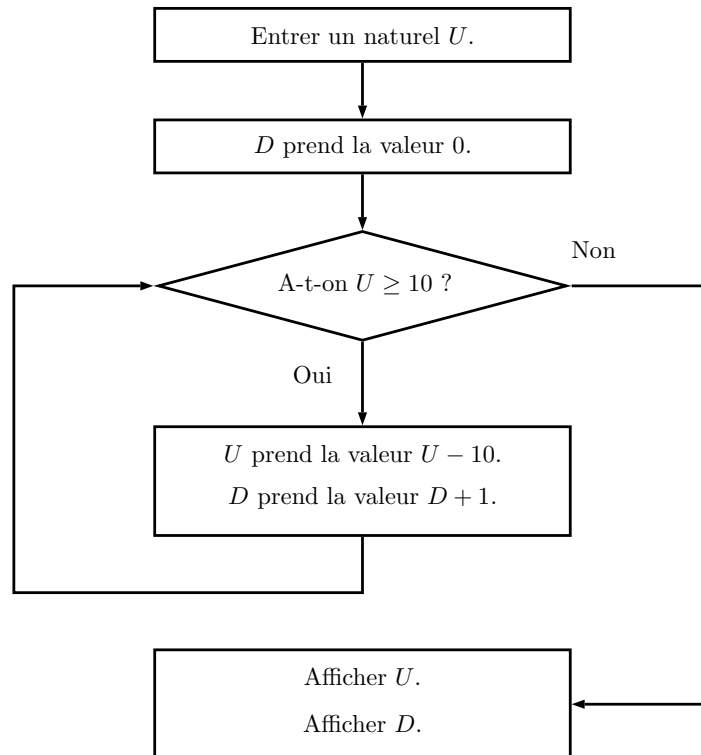 Entrer un naturel U.
D prend la valeur 0.
Non
A-t-on U ≥ 10 ?
Oui
U prend la valeur U − 10.
D prend la valeur D + 1.
Afficher U.
Afficher D.